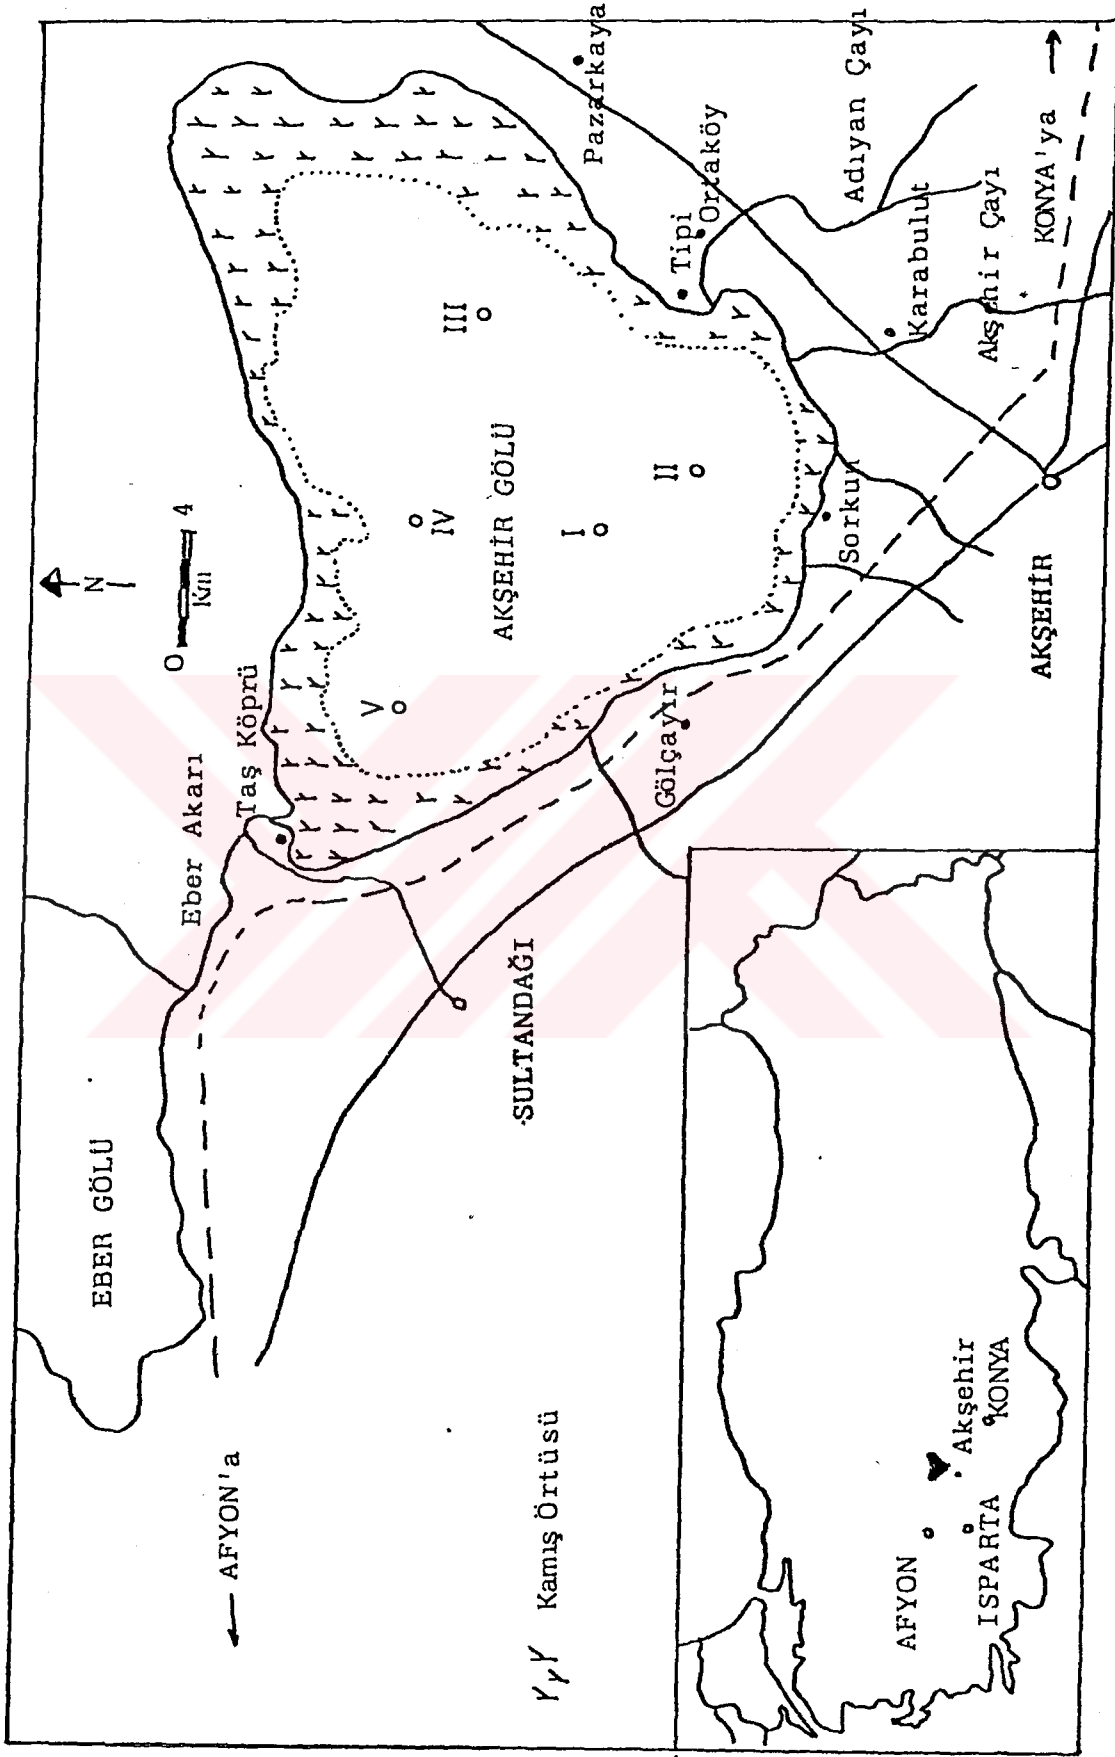 EBER GÖLÜ
← AFYON'a
Eber Akarı
Taş Köprü
0 4
Km
N
V
IV
III
AKŞEHİR GÖLÜ
I
II
SULTANDAĞI
Kamış Örtüsü
Gölçayır
Sorkun
Tipi
Ortaköy
Pazarkaya
Adıyan Çayı
Karabulut
Akşehir Çayı
KONYA'ya →
AKŞEHİR
AFYON
ISPARTA
Akşehir
KONYA